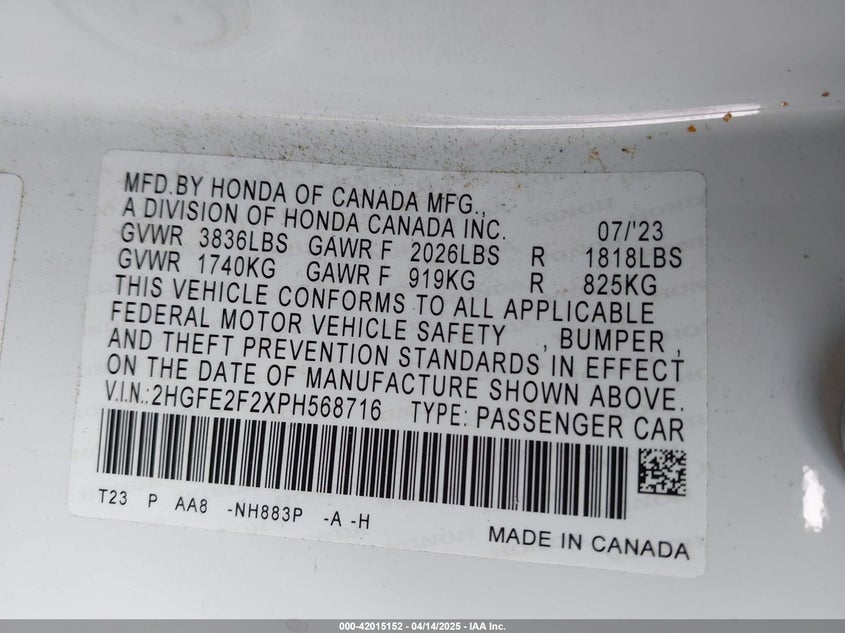 MFD.BY HONDA OF CANADA MFG.,
A DIVISION OF HONDA CANADA INC. 07/'23
GVWR 3836LBS GAWR F 2026LBS R 1818LBS
GVWR 1740KG GAWR F 919KG R 825KG
THIS VEHICLE CONFORMS TO ALL APPLICABLE
FEDERAL MOTOR VEHICLE SAFETY , BUMPER ,
AND THEFT PREVENTION STANDARDS IN EFFECT
ON THE DATE OF MANUFACTURE SHOWN ABOVE.
V.I.N.:2HGFE2F2XPH568716 TYPE: PASSENGER CAR
T23 P AA8 -NH883P -A -H
MADE IN CANADA
000-42015152 - 04/14/2025 - IAA Inc.